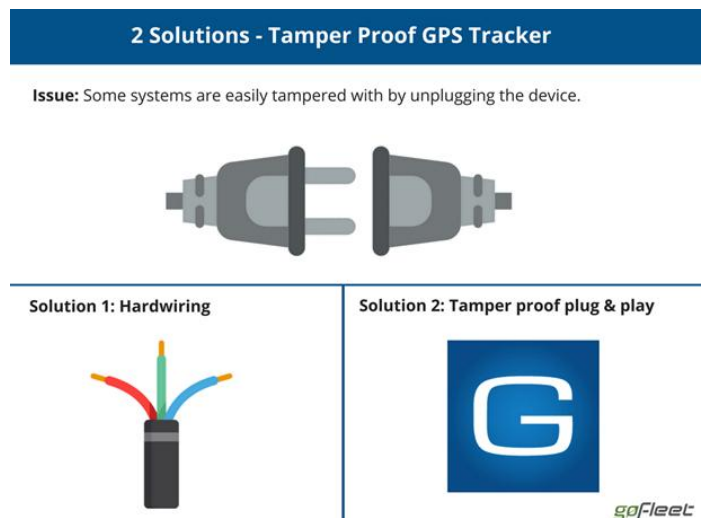 2 Solutions - Tamper Proof GPS Tracker
Issue: Some systems are easily tampered with by unplugging the device.
Solution 1: Hardwiring
Solution 2: Tamper proof plug & play
G
gofleet